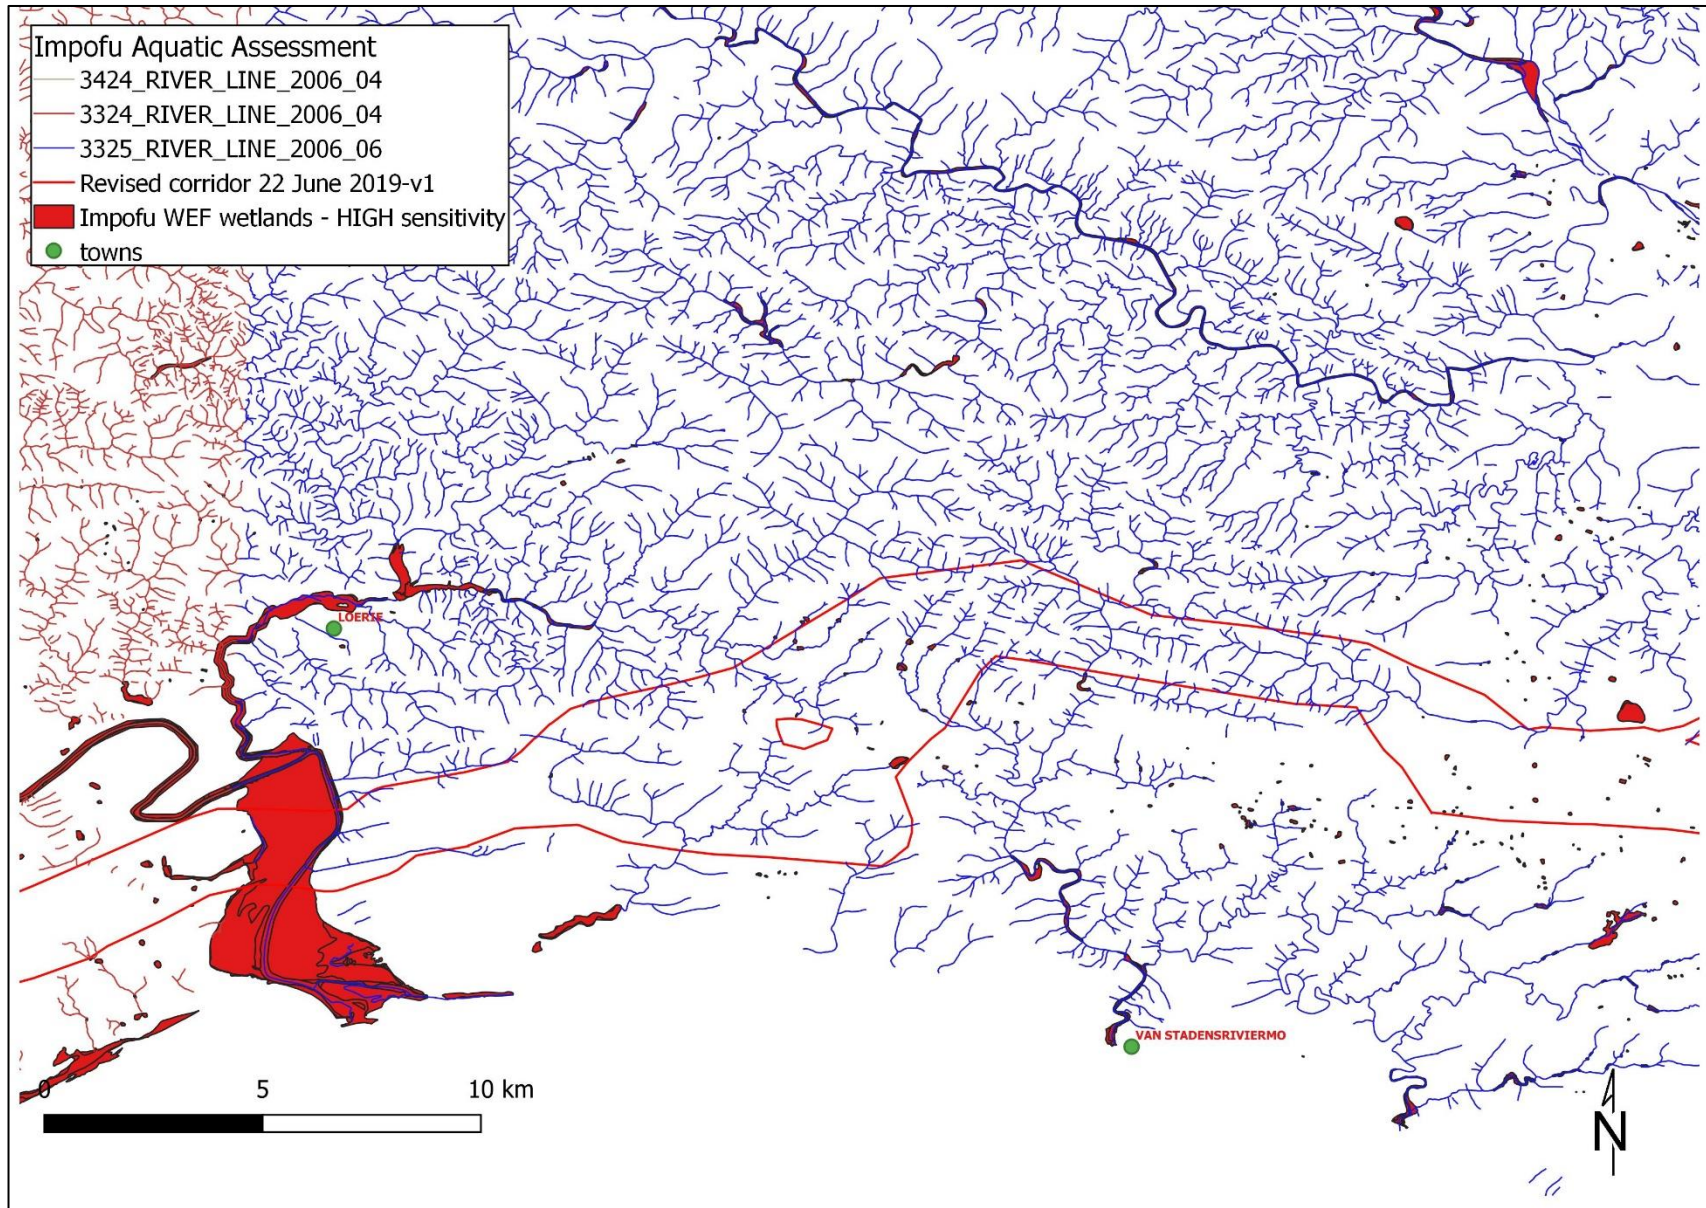 Impofu Aquatic Assessment
3424_RIVER_LINE_2006_04
3324_RIVER_LINE_2006_04
3325_RIVER_LINE_2006_06
Revised corridor 22 June 2019-v1
Impofu WEF wetlands - HIGH sensitivity
towns
LOERIE
VAN STADENSRIVIERMO
0 5 10 km
N